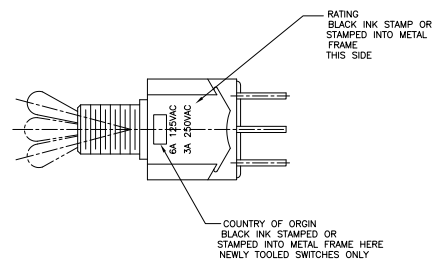 RATING
BLACK INK STAMP OR
STAMPED INTO METAL
FRAME
THIS SIDE
6A 125VAC
3A 250VAC
COUNTRY OF ORGIN
BLACK INK STAMPED OR
STAMPED INTO METAL FRAME HERE
NEWLY TOOLED SWITCHES ONLY